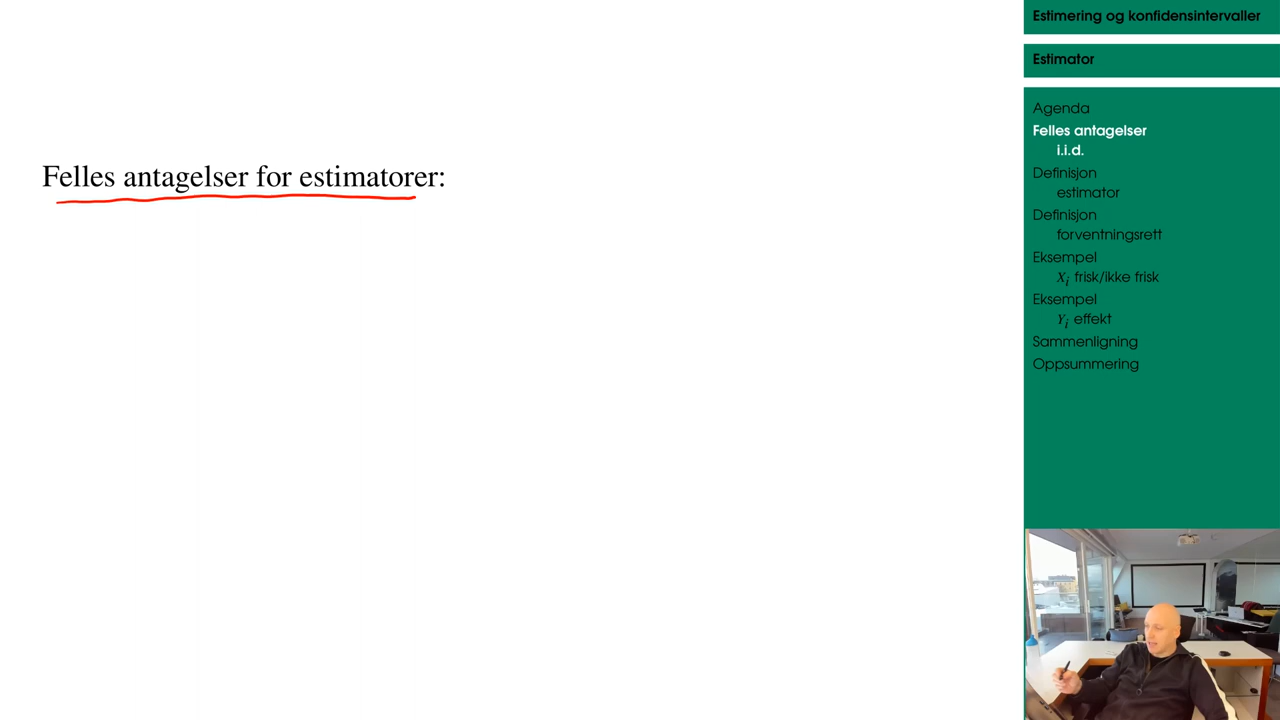 Felles antagelser for estimatorer:
Estimering og konfidensintervaller
Estimator
Agenda
Felles antagelser
i.i.d.
Definisjon
estimator
Definisjon
forventningsrett
Eksempel
Xi frisk/ikke frisk
Eksempel
Yi effekt
Sammenligning
Oppsummering